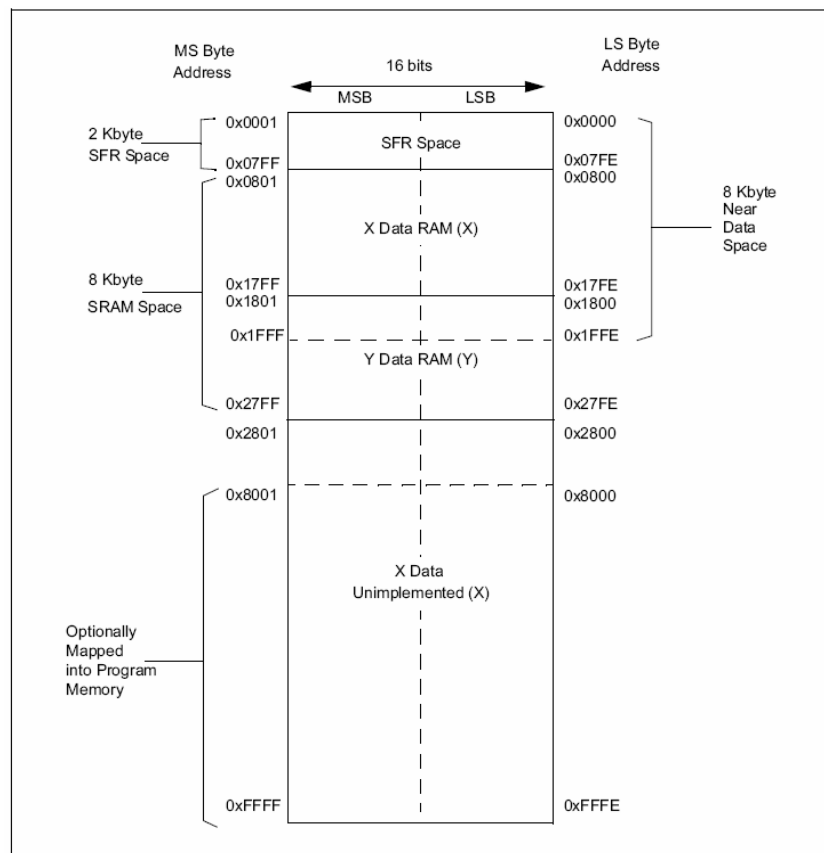 MS Byte
Address
LS Byte
Address
16 bits
MSB
LSB
2 Kbyte
SFR Space
0x0001
0x07FF
0x0801
SFR Space
0x0000
0x07FE
0x0800
8 Kbyte
Near
Data
Space
X Data RAM (X)
8 Kbyte
SRAM Space
0x17FF
0x1801
0x17FE
0x1800
0x1FFF
0x1FFE
Y Data RAM (Y)
0x27FF
0x27FE
0x2801
0x2800
0x8001
0x8000
X Data
Unimplemented (X)
Optionally
Mapped
into Program
Memory
0xFFFF
0xFFFE